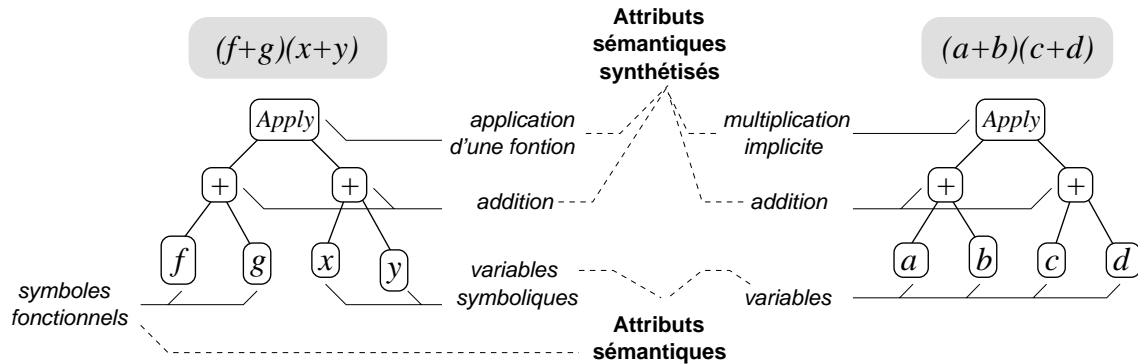 Attributs
sémantiques
synthétisés
(f+g)(x+y)
(a+b)(c+d)
Apply
application
d'une fontion
multiplication
implicite
Apply
+
+
addition
addition
+
+
f
g
x
y
variables
symboliques
variables
a
b
c
d
symboles
fonctionnels
Attributs
sémantiques